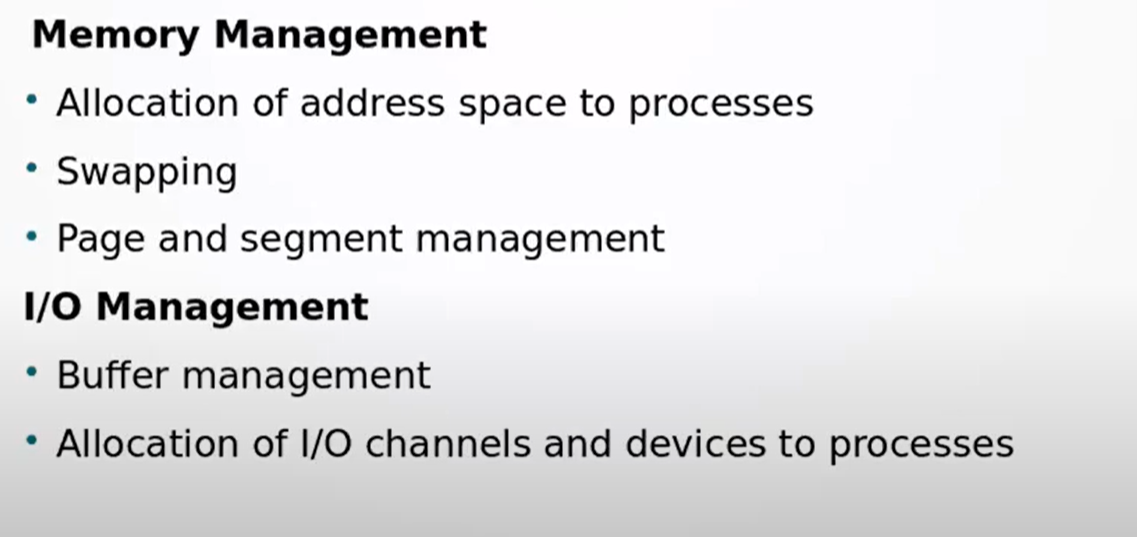 Memory Management
• Allocation of address space to processes
• Swapping
• Page and segment management
I/O Management
• Buffer management
• Allocation of I/O channels and devices to processes